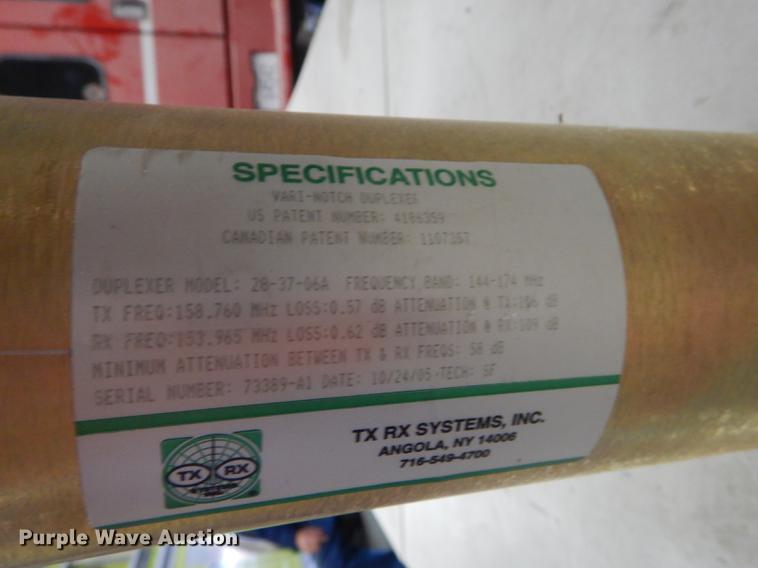 SPECIFICATIONS
VARI-NOTCH DUPLEXER
US PATENT NUMBER: 4186359
CANADIAN PATENT NUMBER: 1107357
DUPLEXER MODEL: 28-37-06A FREQUENCY BAND: 144-174 MHz
TX FREQ:158.760 MHz LOSS:0.57 dB ATTENUATION @ TX:106 dB
RX FREQ:153.965 MHz LOSS:0.62 dB ATTENUATION @ RX:109 dB
MINIMUM ATTENUATION BETWEEN TX & RX FREQS: 58 dB
SERIAL NUMBER: 73389-A1 DATE: 10/24/05 TECH: SF
TX RX
SYSTEMS
INC.
TX RX SYSTEMS, INC.
ANGOLA, NY 14006
716-549-4700
Purple Wave Auction